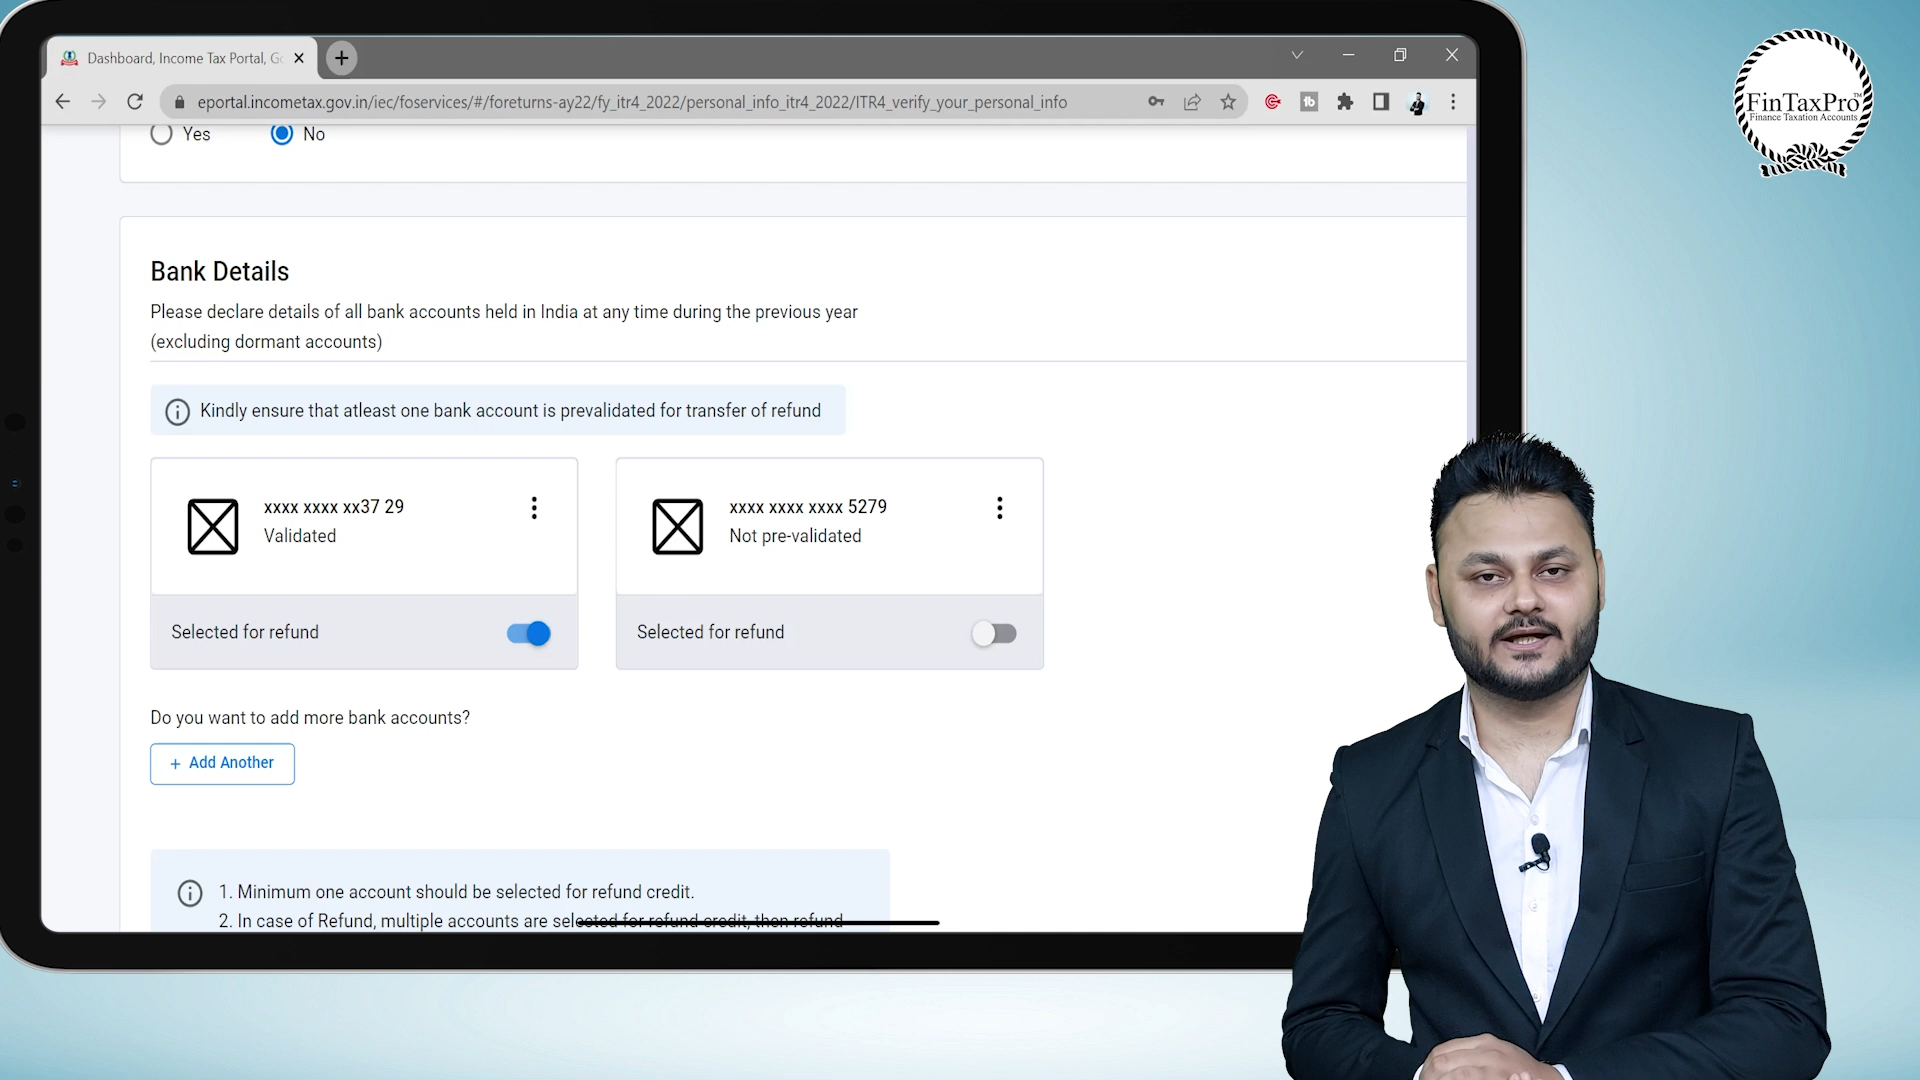 Dashboard, Income Tax Portal, Go
FinTaxPro™
Finance Taxation Accounts
eportal.incometax.gov.in/iec/foservices/#/foreturns-ay22/fy_itr4_2022/personal_info_itr4_2022/ITR4_verify_your_personal_info
tb
Yes No
Bank Details
Please declare details of all bank accounts held in India at any time during the previous year
(excluding dormant accounts)
Kindly ensure that atleast one bank account is prevalidated for transfer of refund
xxxx xxxx xx37 29
Validated
Selected for refund
xxxx xxxx xxxx 5279
Not pre-validated
Selected for refund
Do you want to add more bank accounts?
+ Add Another
1. Minimum one account should be selected for refund credit.
2. In case of Refund, multiple accounts are selected for refund credit, then refund